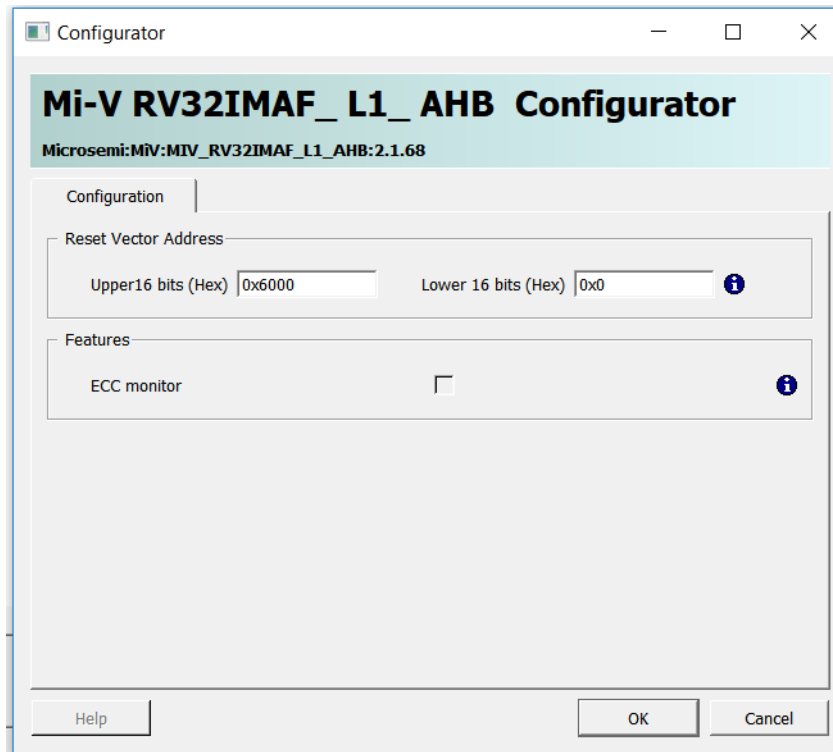 Configurator
Mi-V RV32IMAF_ L1_ AHB Configurator
Microsemi:MiV:MIV_RV32IMAF_L1_AHB:2.1.68
Configuration
Reset Vector Address
Upper16 bits (Hex) 0x6000 Lower 16 bits (Hex) 0x0
Features
ECC monitor
Help OK Cancel